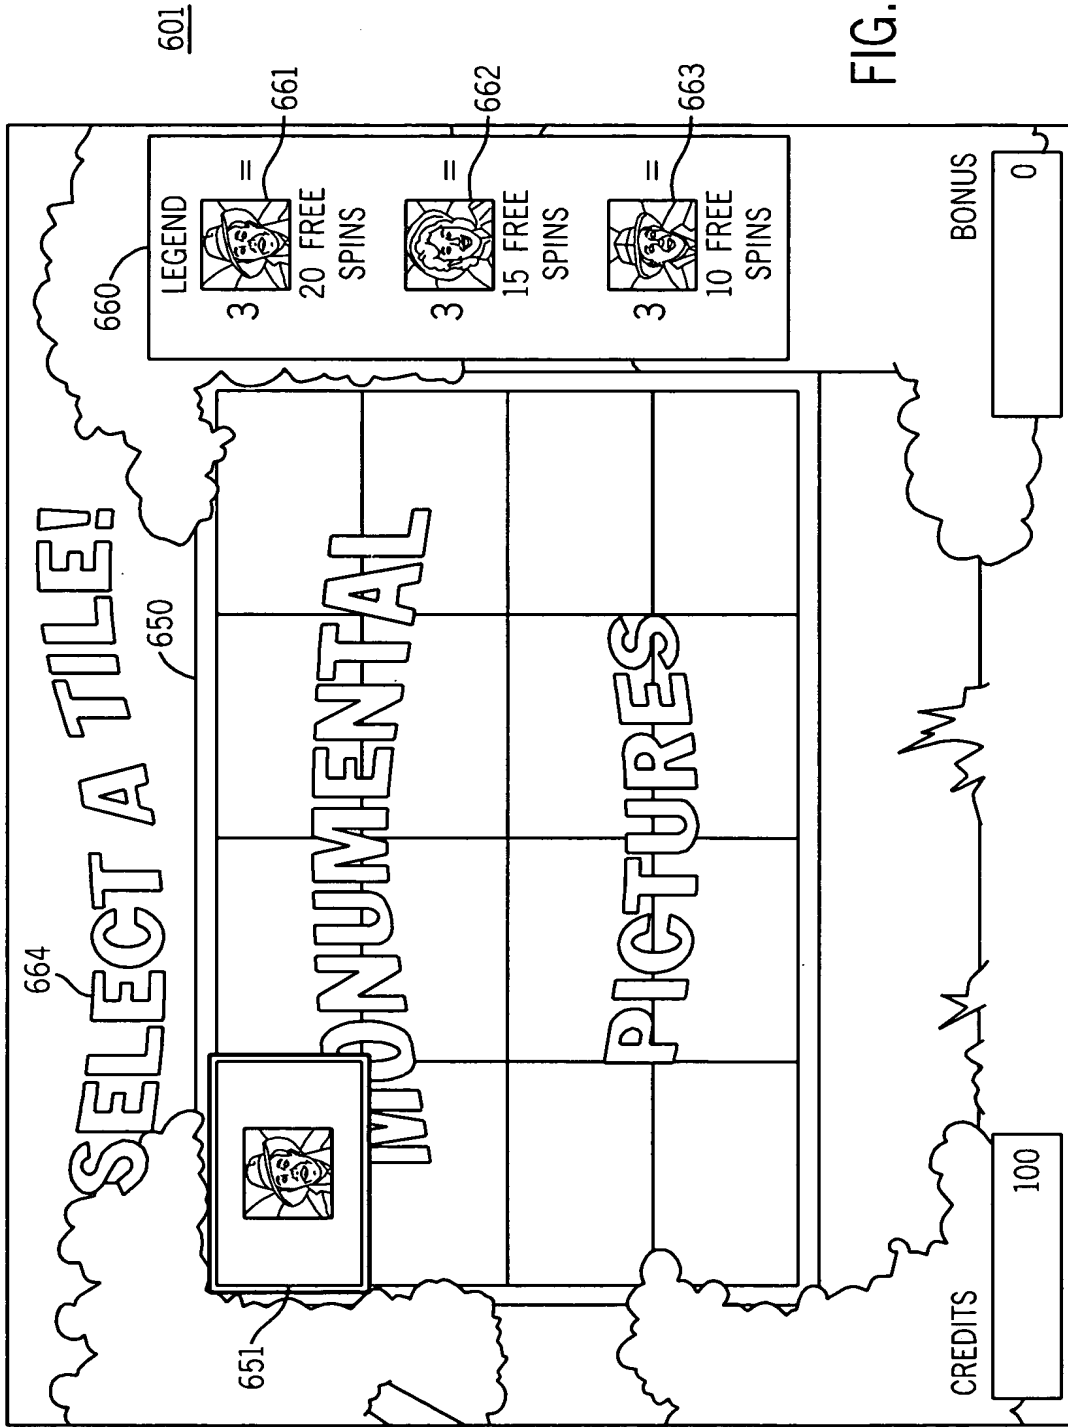 601
664
SELECT A TILE!
650
660
LEGEND
3 =
20 FREE
SPINS
661
3 =
15 FREE
SPINS
662
3 =
10 FREE
SPINS
663
651
MONUMENTAL
PICTURES
CREDITS
100
BONUS
0
FIG.